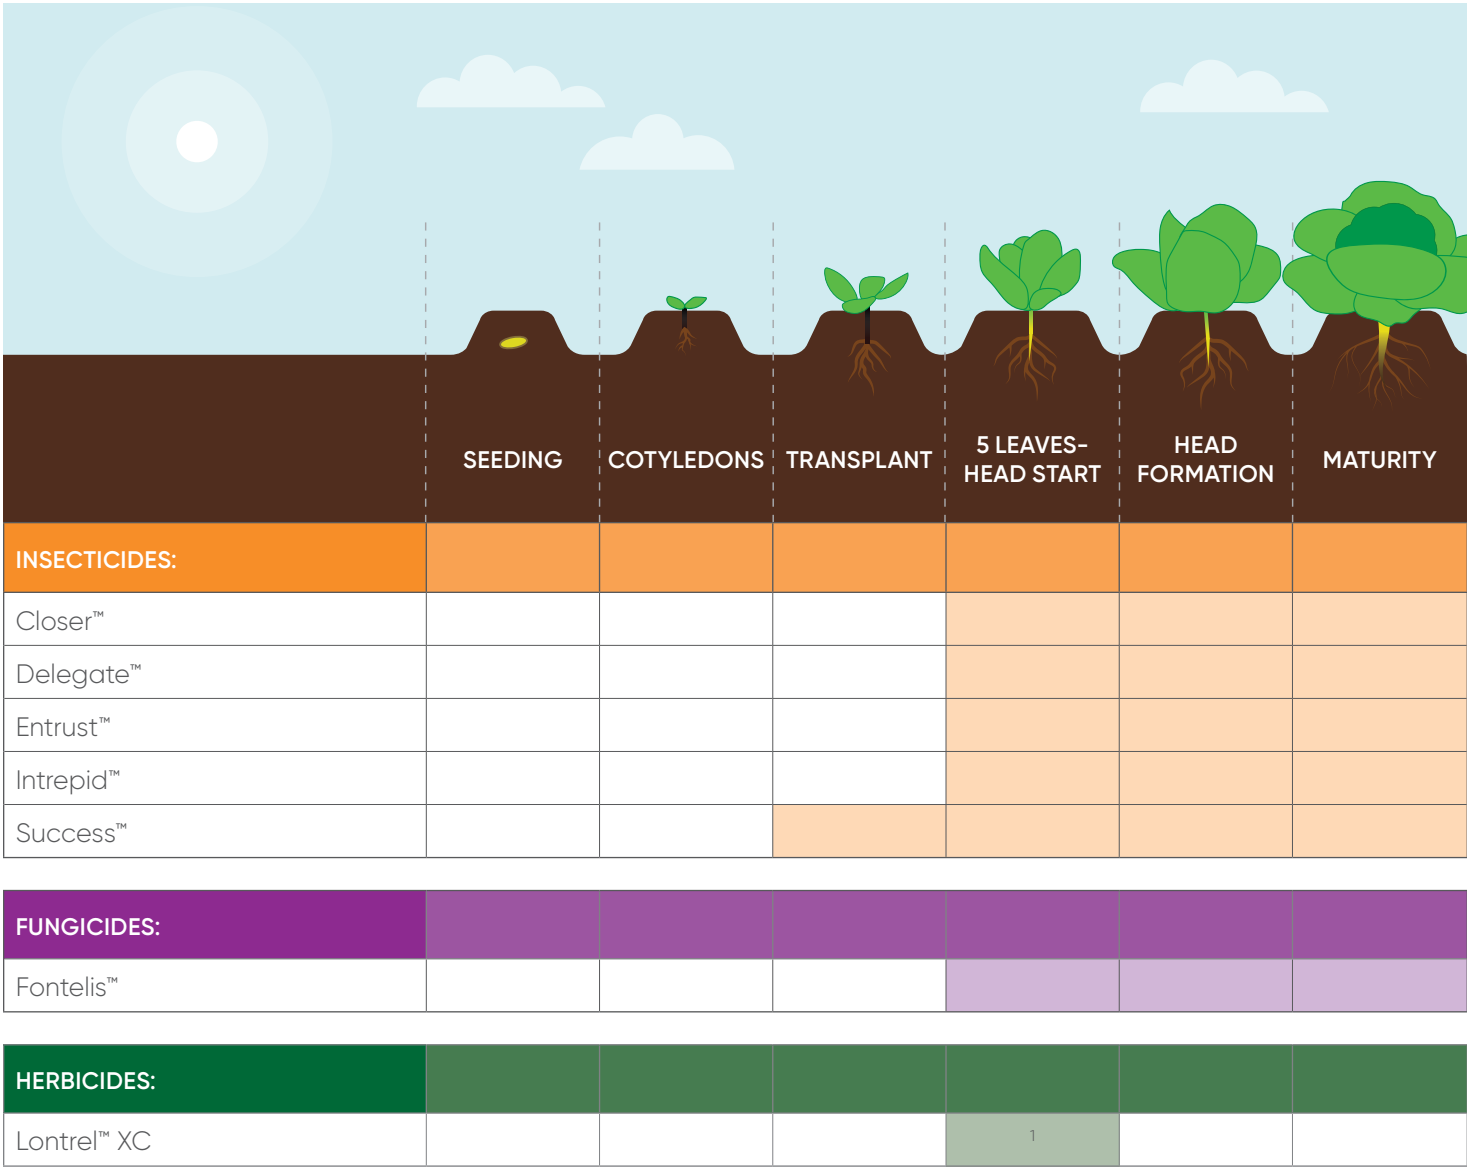 SEEDING
COTYLEDONS
TRANSPLANT
5 LEAVES-
HEAD START
HEAD
FORMATION
MATURITY
INSECTICIDES:
Closer™
Delegate™
Entrust™
Intrepid™
Success™
FUNGICIDES:
Fontelis™
HERBICIDES:
Lontrel™ XC
1